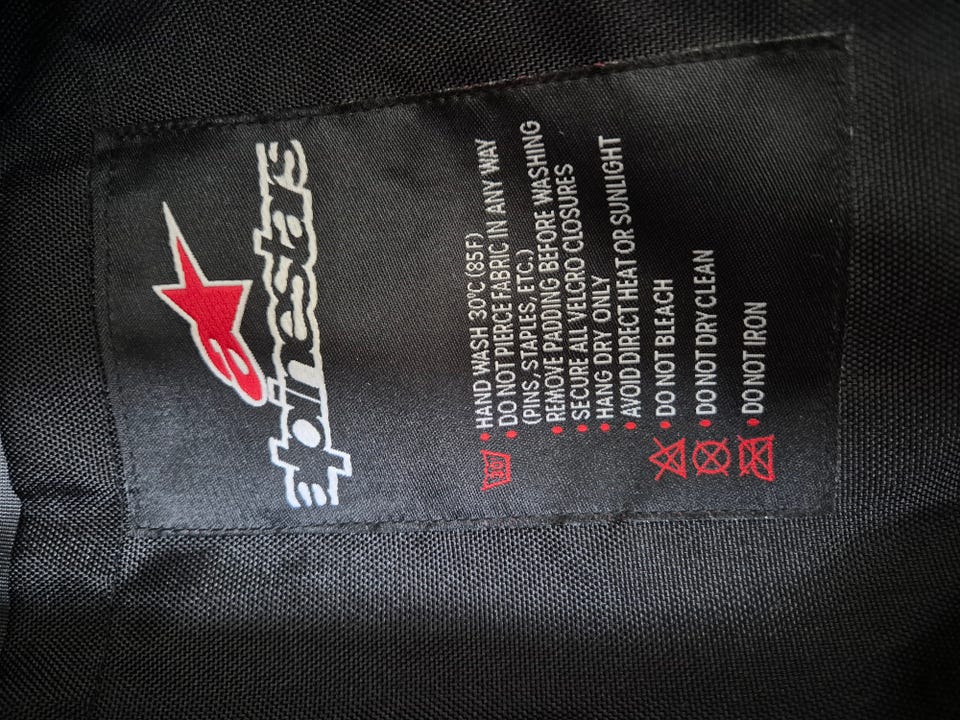 alpinestars
• HAND WASH 30°C (85 F)
• DO NOT PIERCE FABRIC IN ANY WAY
(PINS, STAPLES, ETC.)
• REMOVE PADDING BEFORE WASHING
• SECURE ALL VELCRO CLOSURES
• HANG DRY ONLY
• AVOID DIRECT HEAT OR SUNLIGHT
• DO NOT BLEACH
• DO NOT DRY CLEAN
• DO NOT IRON